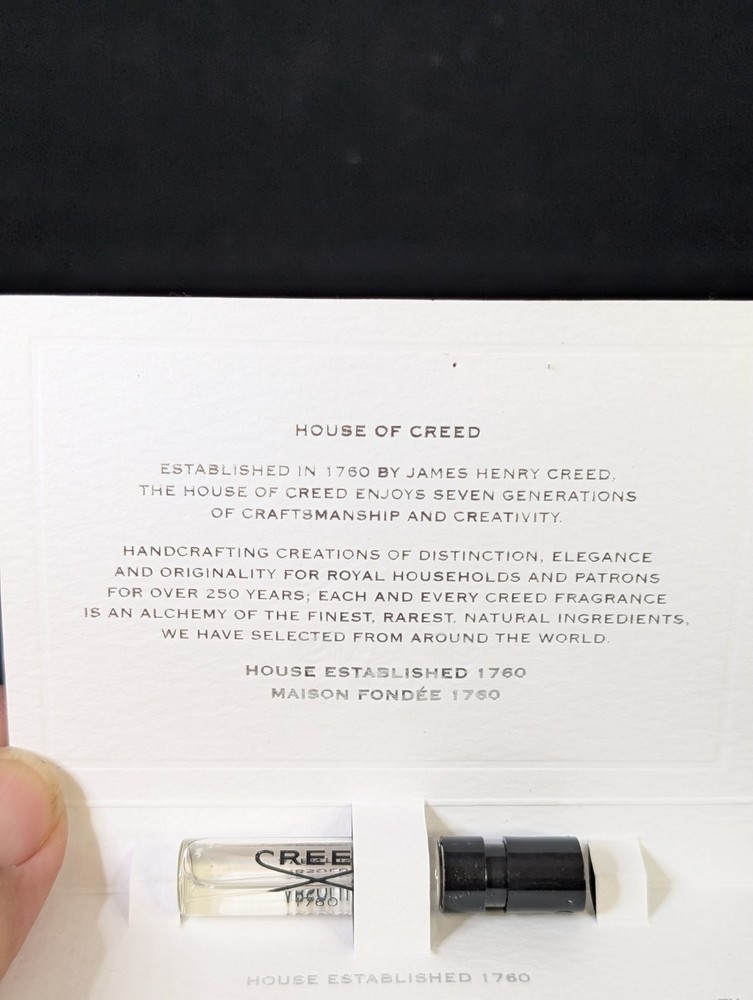 HOUSE OF CREED
ESTABLISHED IN 1760 BY JAMES HENRY CREED,
THE HOUSE OF CREED ENJOYS SEVEN GENERATIONS
OF CRAFTSMANSHIP AND CREATIVITY.
HANDCRAFTING CREATIONS OF DISTINCTION, ELEGANCE
AND ORIGINALITY FOR ROYAL HOUSEHOLDS AND PATRONS
FOR OVER 250 YEARS; EACH AND EVERY CREED FRAGRANCE
IS AN ALCHEMY OF THE FINEST, RAREST, NATURAL INGREDIENTS,
WE HAVE SELECTED FROM AROUND THE WORLD.
HOUSE ESTABLISHED 1760
MAISON FONDÉE 1760
CREE
1760
HOUSE ESTABLISHED 1760